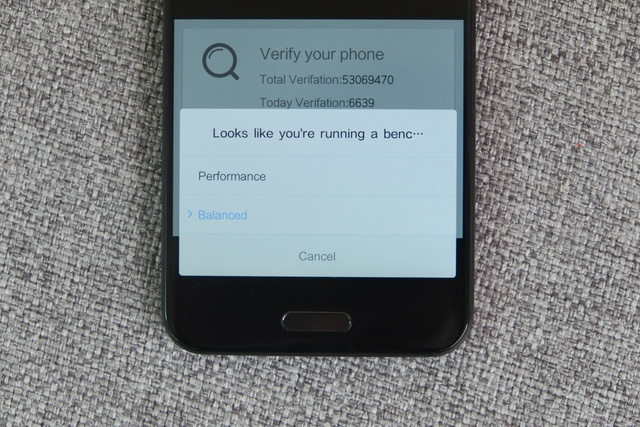 Verify your phone
Total Verifation:53069470
Today Verifation:6639
Looks like you're running a benc…
Performance
Balanced
Cancel